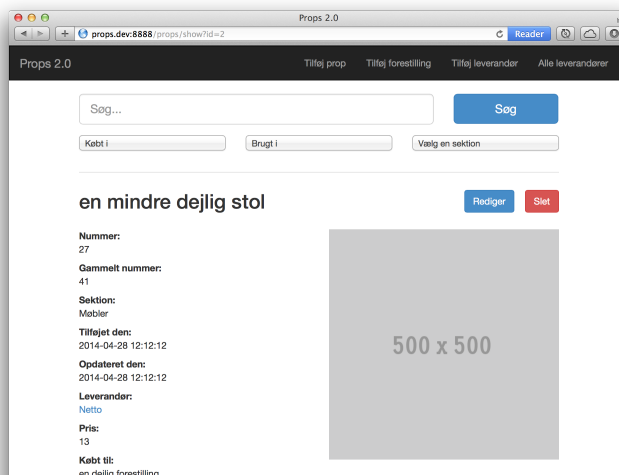 Props 2.0
props.dev:8888/props/show?id=2
Reader
Props 2.0 Tilføj prop Tilføj forestilling Tilføj leverandør Alle leverandører
Søg... Søg
Købt i Brugt i Vælg en sektion
en mindre dejlig stol Rediger Slet
Nummer:
27
Gammelt nummer:
41
Sektion:
Møbler
Tilføjet den:
2014-04-28 12:12:12
Opdateret den:
2014-04-28 12:12:12
Leverandør:
Netto
Pris:
13
Købt til:
en dejlig forestilling
500 x 500